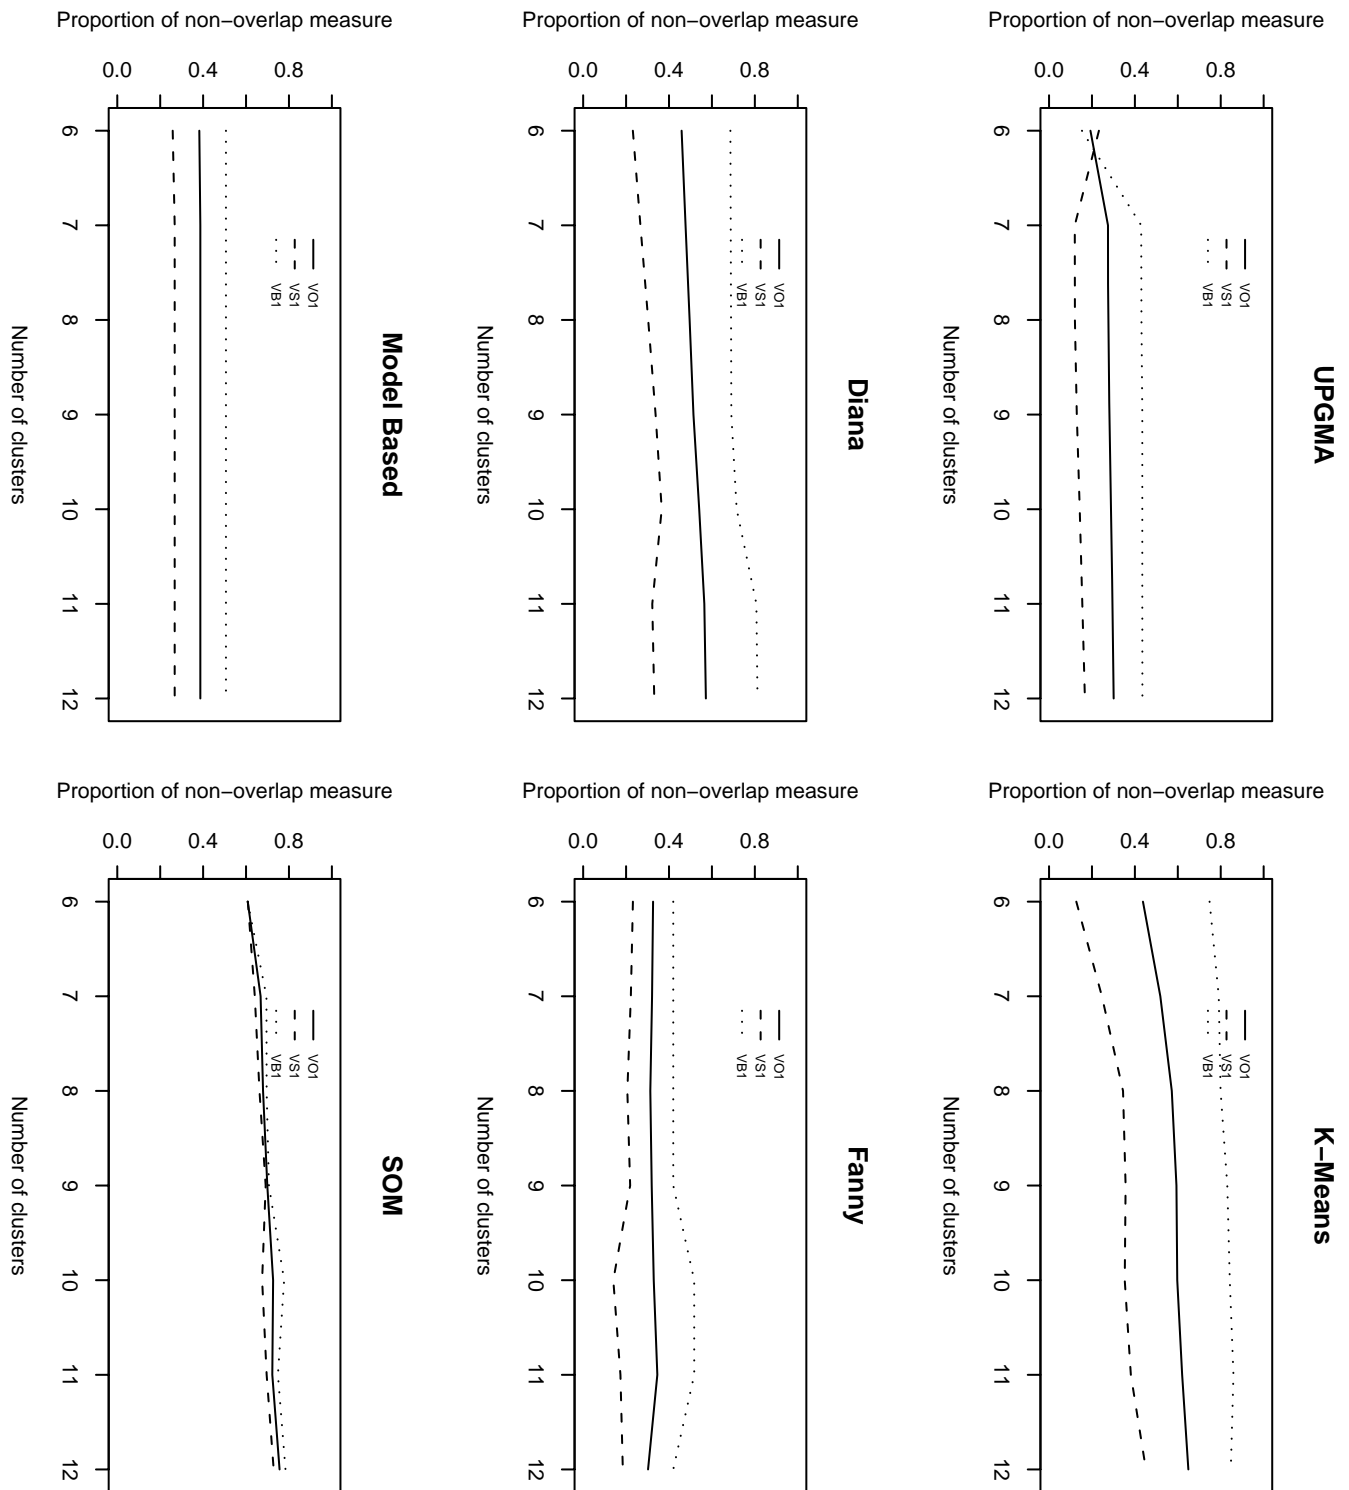 UPGMA
Proportion of non−overlap measure
0.0 0.4 0.8
VO1
VS1
VB1
6 7 8 9 10 11 12
Number of clusters
K−Means
Proportion of non−overlap measure
0.0 0.4 0.8
VO1
VS1
VB1
6 7 8 9 10 11 12
Number of clusters
Diana
Proportion of non−overlap measure
0.0 0.4 0.8
VO1
VS1
VB1
6 7 8 9 10 11 12
Number of clusters
Fanny
Proportion of non−overlap measure
0.0 0.4 0.8
VO1
VS1
VB1
6 7 8 9 10 11 12
Number of clusters
Model Based
Proportion of non−overlap measure
0.0 0.4 0.8
VO1
VS1
VB1
6 7 8 9 10 11 12
Number of clusters
SOM
Proportion of non−overlap measure
0.0 0.4 0.8
VO1
VS1
VB1
6 7 8 9 10 11 12
Number of clusters